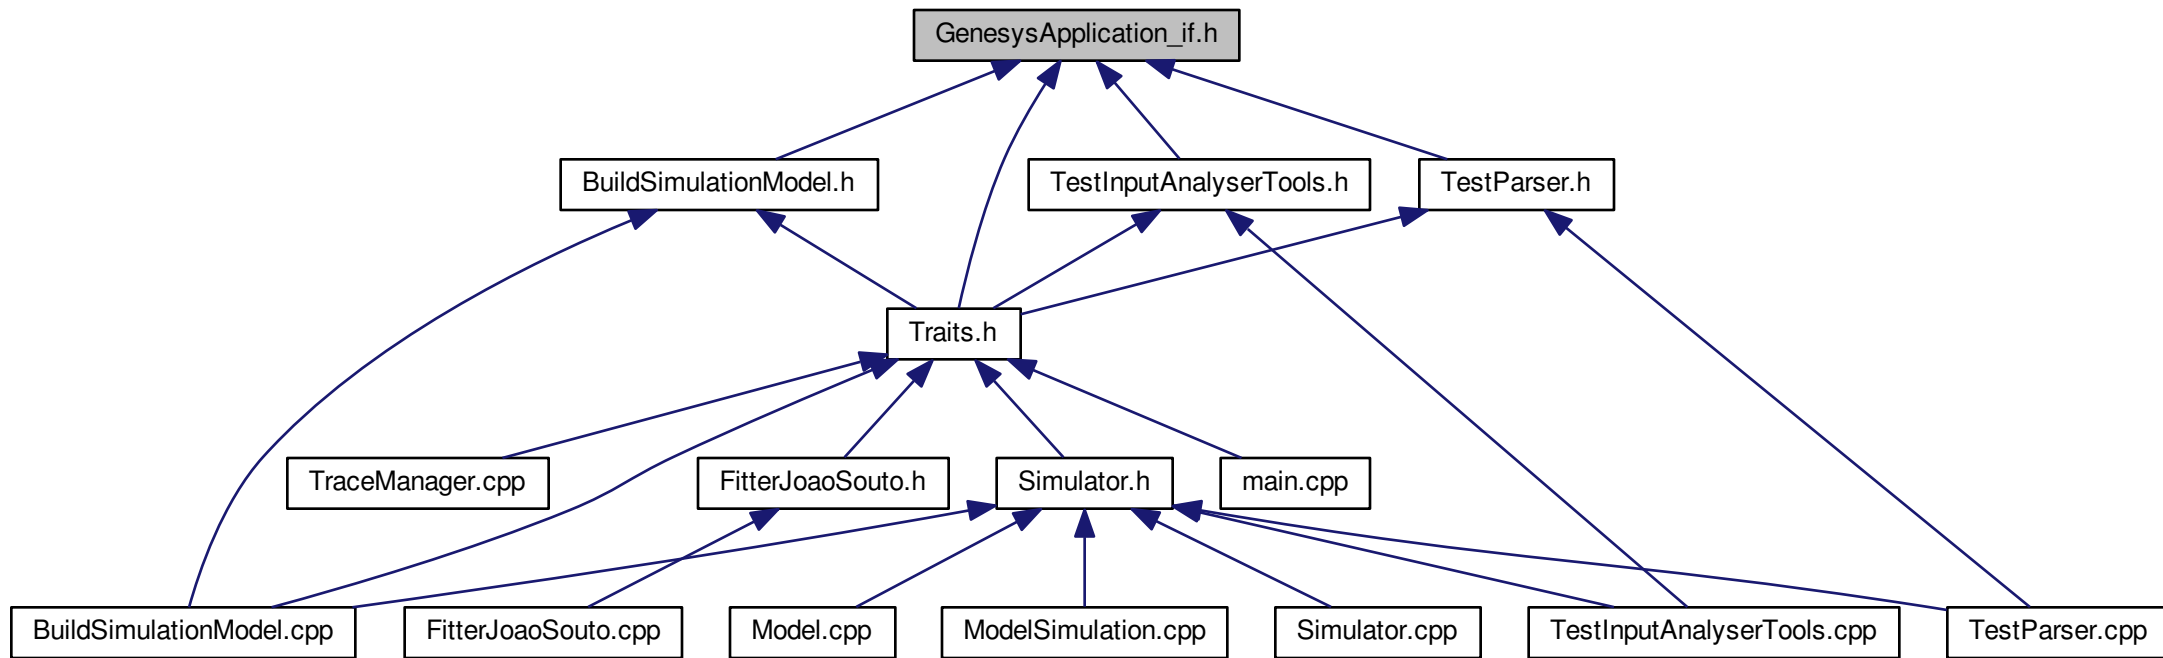 GenesysApplication_if.h
BuildSimulationModel.h
TestInputAnalyserTools.h
TestParser.h
Traits.h
TraceManager.cpp
FitterJoaoSouto.h
Simulator.h
main.cpp
BuildSimulationModel.cpp
FitterJoaoSouto.cpp
Model.cpp
ModelSimulation.cpp
Simulator.cpp
TestInputAnalyserTools.cpp
TestParser.cpp